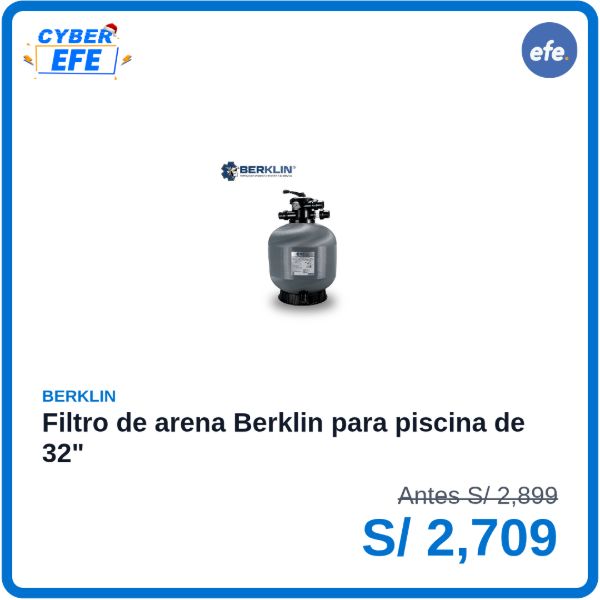 CYBER
EFE
efe.
BERKLIN®
BERKLIN
Filtro de arena Berklin para piscina de
32"
Antes S/ 2,899
S/ 2,709